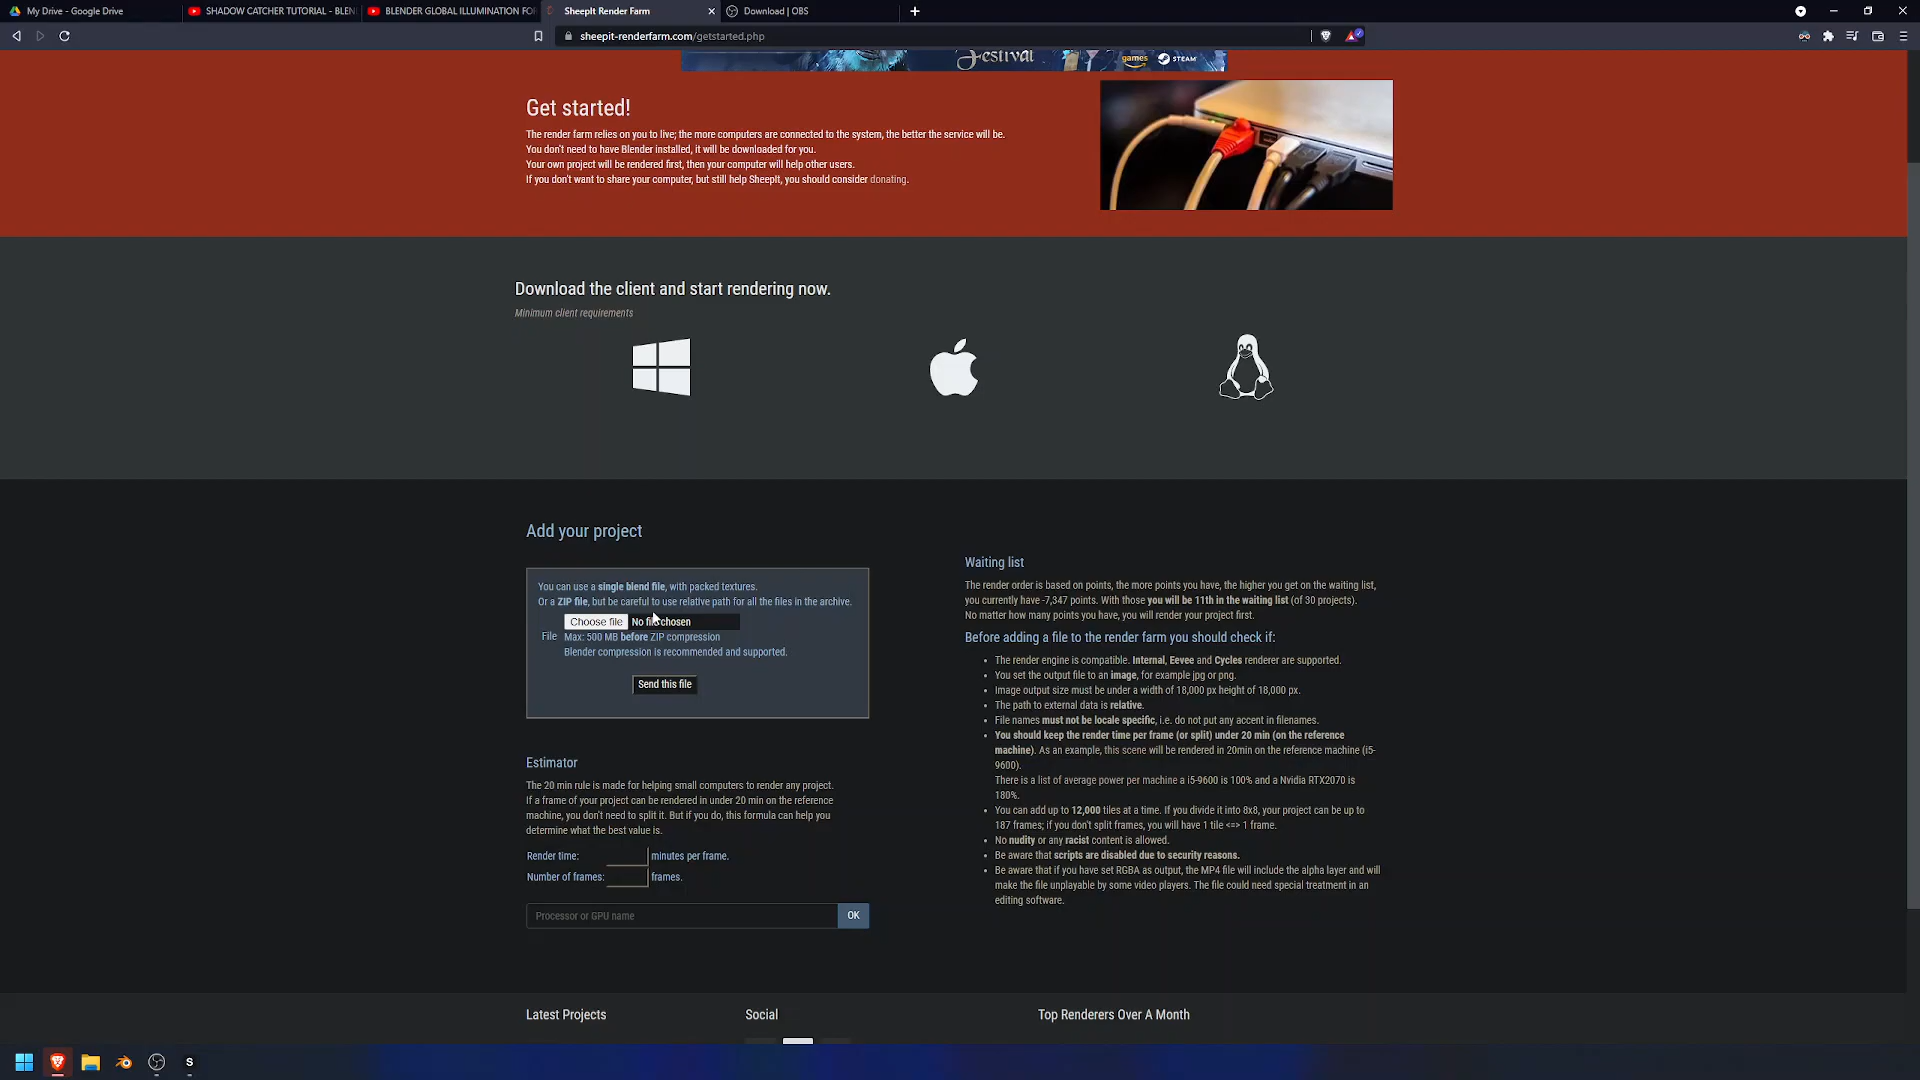 My Drive - Google Drive
SHADOW CATCHER TUTORIAL - BLEN
BLENDER GLOBAL ILLUMINATION FO
SheepIt Render Farm
Download | OBS
sheepit-renderfarm.com/getstarted.php
Festival
games
STEAM
Get started!
The render farm relies on you to live; the more computers are connected to the system, the better the service will be.
You don't need to have Blender installed, it will be downloaded for you.
Your own project will be rendered first, then your computer will help other users.
If you don't want to share your computer, but still help SheepIt, you should consider donating.
Download the client and start rendering now.
Minimum client requirements
Add your project
You can use a single blend file, with packed textures.
Or a ZIP file, but be careful to use relative path for all the files in the archive.
Choose file No file chosen
File
Max: 500 MB before ZIP compression
Blender compression is recommended and supported.
Send this file
Estimator
The 20 min rule is made for helping small computers to render any project.
If a frame of your project can be rendered in under 20 min on the reference
machine, you don't need to split it. But if you do, this formula can help you
determine what the best value is.
Render time: minutes per frame.
Number of frames: frames.
Processor or GPU name
OK
Waiting list
The render order is based on points, the more points you have, the higher you get on the waiting list,
you currently have -7,347 points. With those you will be 11th in the waiting list (of 30 projects).
No matter how many points you have, you will render your project first.
Before adding a file to the render farm you should check if:
The render engine is compatible. Internal, Eevee and Cycles renderer are supported.
You set the output file to an image, for example jpg or png.
Image output size must be under a width of 18,000 px height of 18,000 px.
The path to external data is relative.
File names must not be locale specific, i.e. do not put any accent in filenames.
You should keep the render time per frame (or split) under 20 min (on the reference
machine). As an example, this scene will be rendered in 20min on the reference machine (i5-
9600).
There is a list of average power per machine a i5-9600 is 100% and a Nvidia RTX2070 is
180%.
You can add up to 12,000 tiles at a time. If you divide it into 8x8, your project can be up to
187 frames; if you don't split frames, you will have 1 tile <=> 1 frame.
No nudity or any racist content is allowed.
Be aware that scripts are disabled due to security reasons.
Be aware that if you have set RGBA as output, the MP4 file will include the alpha layer and will
make the file unplayable by some video players. The file could need special treatment in an
editing software.
Latest Projects
Social
Top Renderers Over A Month
S